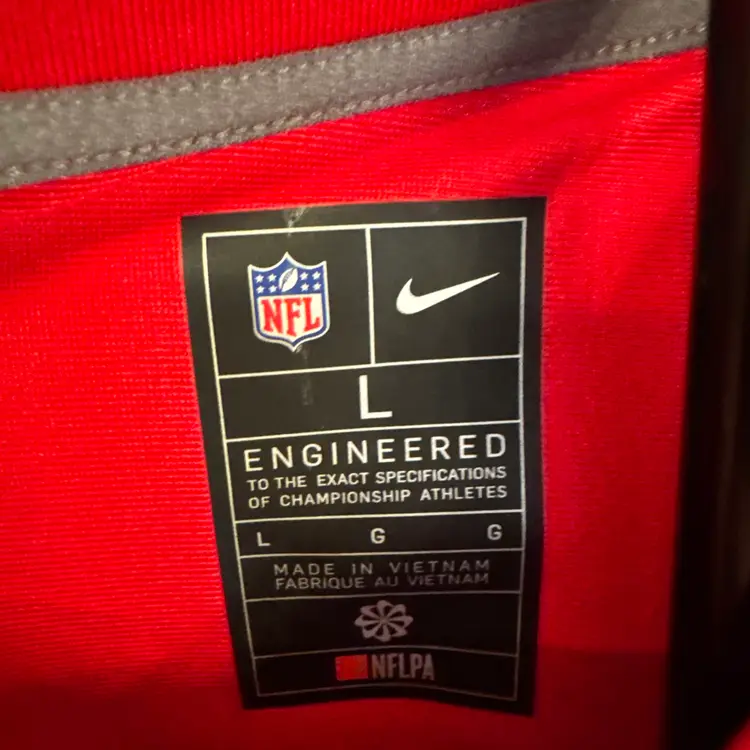 NFL
L
ENGINEERED
TO THE EXACT SPECIFICATIONS
OF CHAMPIONSHIP ATHLETES
L G G
MADE IN VIETNAM
FABRIQUE AU VIETNAM
NFLPA